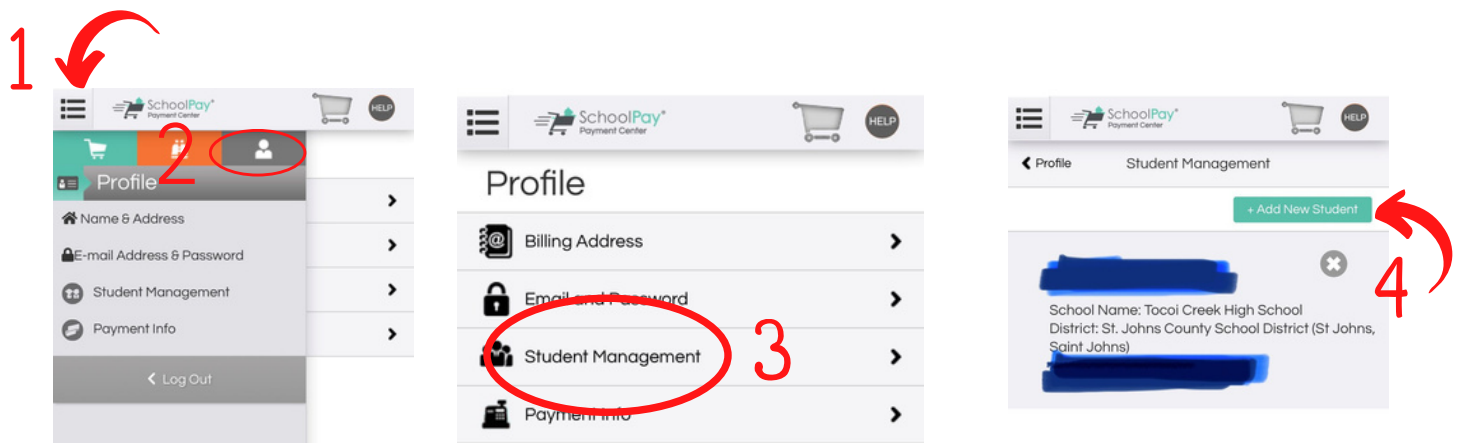 1
SchoolPay®
Payment Center
HELP
2
Profile
Name & Address
E-mail Address & Password
Student Management
Payment Info
Log Out
SchoolPay®
Payment Center
HELP
Profile
Billing Address
Email and Password
Student Management
3
Payment Info
SchoolPay®
Payment Center
HELP
Profile
Student Management
+ Add New Student
4
School Name: Tocoi Creek High School
District: St. Johns County School District (St Johns,
Saint Johns)